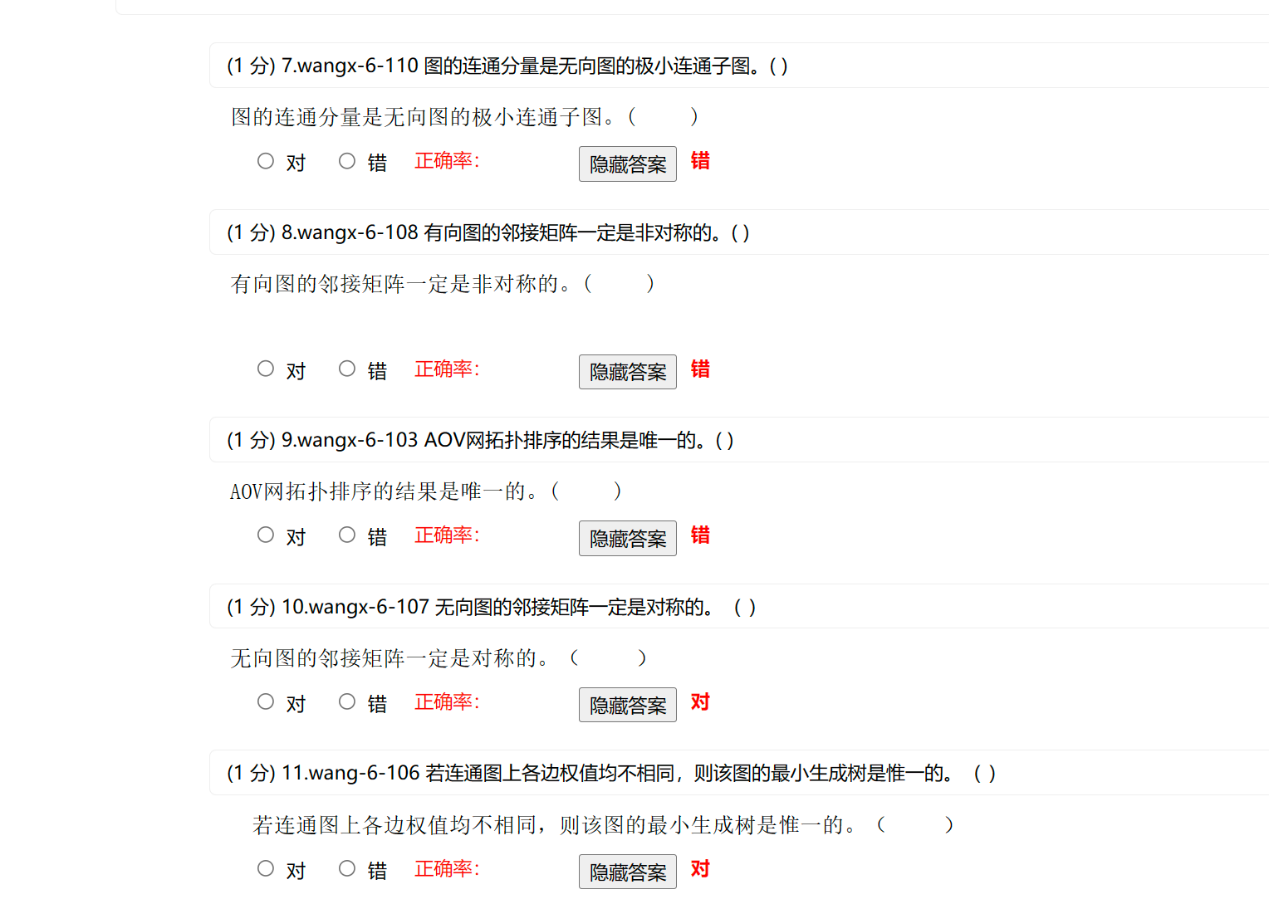 (1 分) 7.wangx-6-110 图的连通分量是无向图的极小连通子图。( )
图的连通分量是无向图的极小连通子图。(　　)
对 错 正确率: 隐藏答案 错
(1 分) 8.wangx-6-108 有向图的邻接矩阵一定是非对称的。( )
有向图的邻接矩阵一定是非对称的。(　　)
对 错 正确率: 隐藏答案 错
(1 分) 9.wangx-6-103 AOV网拓扑排序的结果是唯一的。( )
AOV网拓扑排序的结果是唯一的。(　　)
对 错 正确率: 隐藏答案 错
(1 分) 10.wangx-6-107 无向图的邻接矩阵一定是对称的。 ( )
无向图的邻接矩阵一定是对称的。(　　)
对 错 正确率: 隐藏答案 对
(1 分) 11.wang-6-106 若连通图上各边权值均不相同，则该图的最小生成树是惟一的。 ( )
若连通图上各边权值均不相同，则该图的最小生成树是惟一的。(　　)
对 错 正确率: 隐藏答案 对